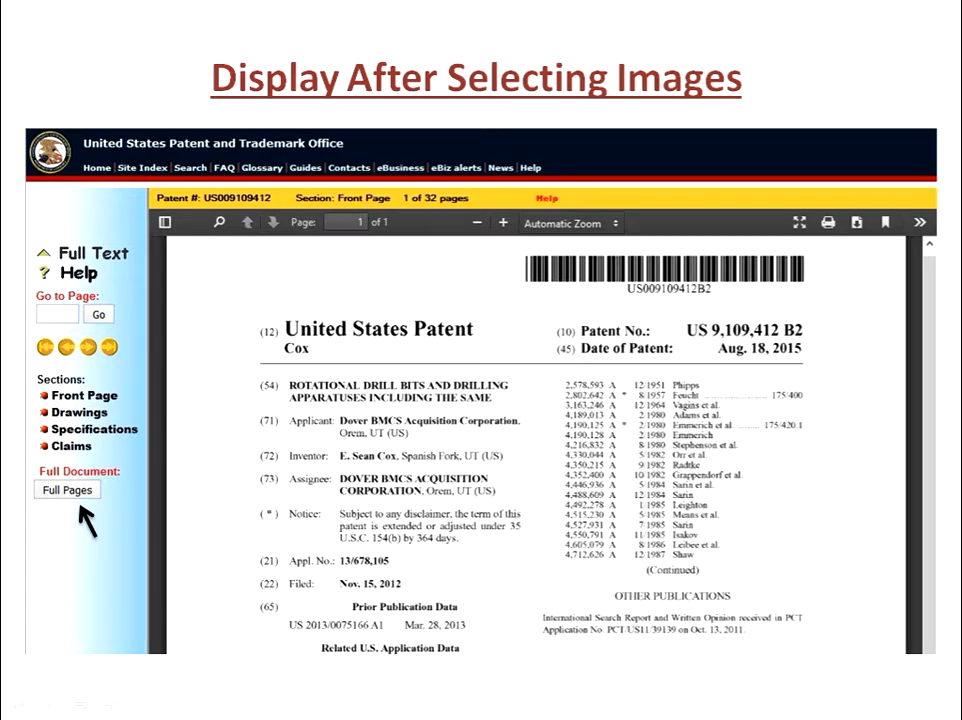 Display After Selecting Images
United States Patent and Trademark Office
Home | Site Index | Search | FAQ | Glossary | Guides | Contacts | eBusiness | eBiz alerts | News | Help
Patent #: US009109412 Section: Front Page 1 of 32 pages Help
Page: 1 of 1 Automatic Zoom
Full Text
? Help
Go to Page:
Go
Sections:
Front Page
Drawings
Specifications
Claims
Full Document:
Full Pages
US009109412B2
(12) United States Patent
Cox
(10) Patent No.: US 9,109,412 B2
(45) Date of Patent: Aug. 18, 2015
(54) ROTATIONAL DRILL BITS AND DRILLING
APPARATUSES INCLUDING THE SAME
(71) Applicant: Dover BMCS Acquisition Corporation,
Orem, UT (US)
(72) Inventor: E. Sean Cox, Spanish Fork, UT (US)
(73) Assignee: DOVER BMCS ACQUISITION
CORPORATION, Orem, UT (US)
( * ) Notice: Subject to any disclaimer, the term of this
patent is extended or adjusted under 35
U.S.C. 154(b) by 364 days.
(21) Appl. No.: 13/678,105
(22) Filed: Nov. 15, 2012
(65) Prior Publication Data
US 2013/0075166 A1 Mar. 28, 2013
Related U.S. Application Data
2,578,593 A 12/1951 Phipps
2,802,642 A * 8/1957 Feucht 175/400
3,163,246 A 12/1964 Vagins et al.
4,189,013 A 2/1980 Adams et al.
4,190,125 A * 2/1980 Emmerich et al. 175/420.1
4,190,128 A 2/1980 Emmerich
4,216,832 A 8/1980 Stephenson et al.
4,330,044 A 5/1982 Orr et al.
4,350,215 A 9/1982 Radtke
4,352,400 A 10/1982 Grappendorf et al.
4,446,936 A 5/1984 Sarin et al.
4,488,609 A 12/1984 Sarin
4,492,278 A 1/1985 Leighton
4,515,230 A 5/1985 Means et al.
4,527,931 A 7/1985 Sarin
4,550,791 A 11/1985 Isakov
4,605,079 A 8/1986 Leibee et al.
4,712,626 A 12/1987 Shaw
(Continued)
OTHER PUBLICATIONS
International Search Report and Written Opinion received in PCT
Application No. PCT/US11/39139 on Oct. 13, 2011.